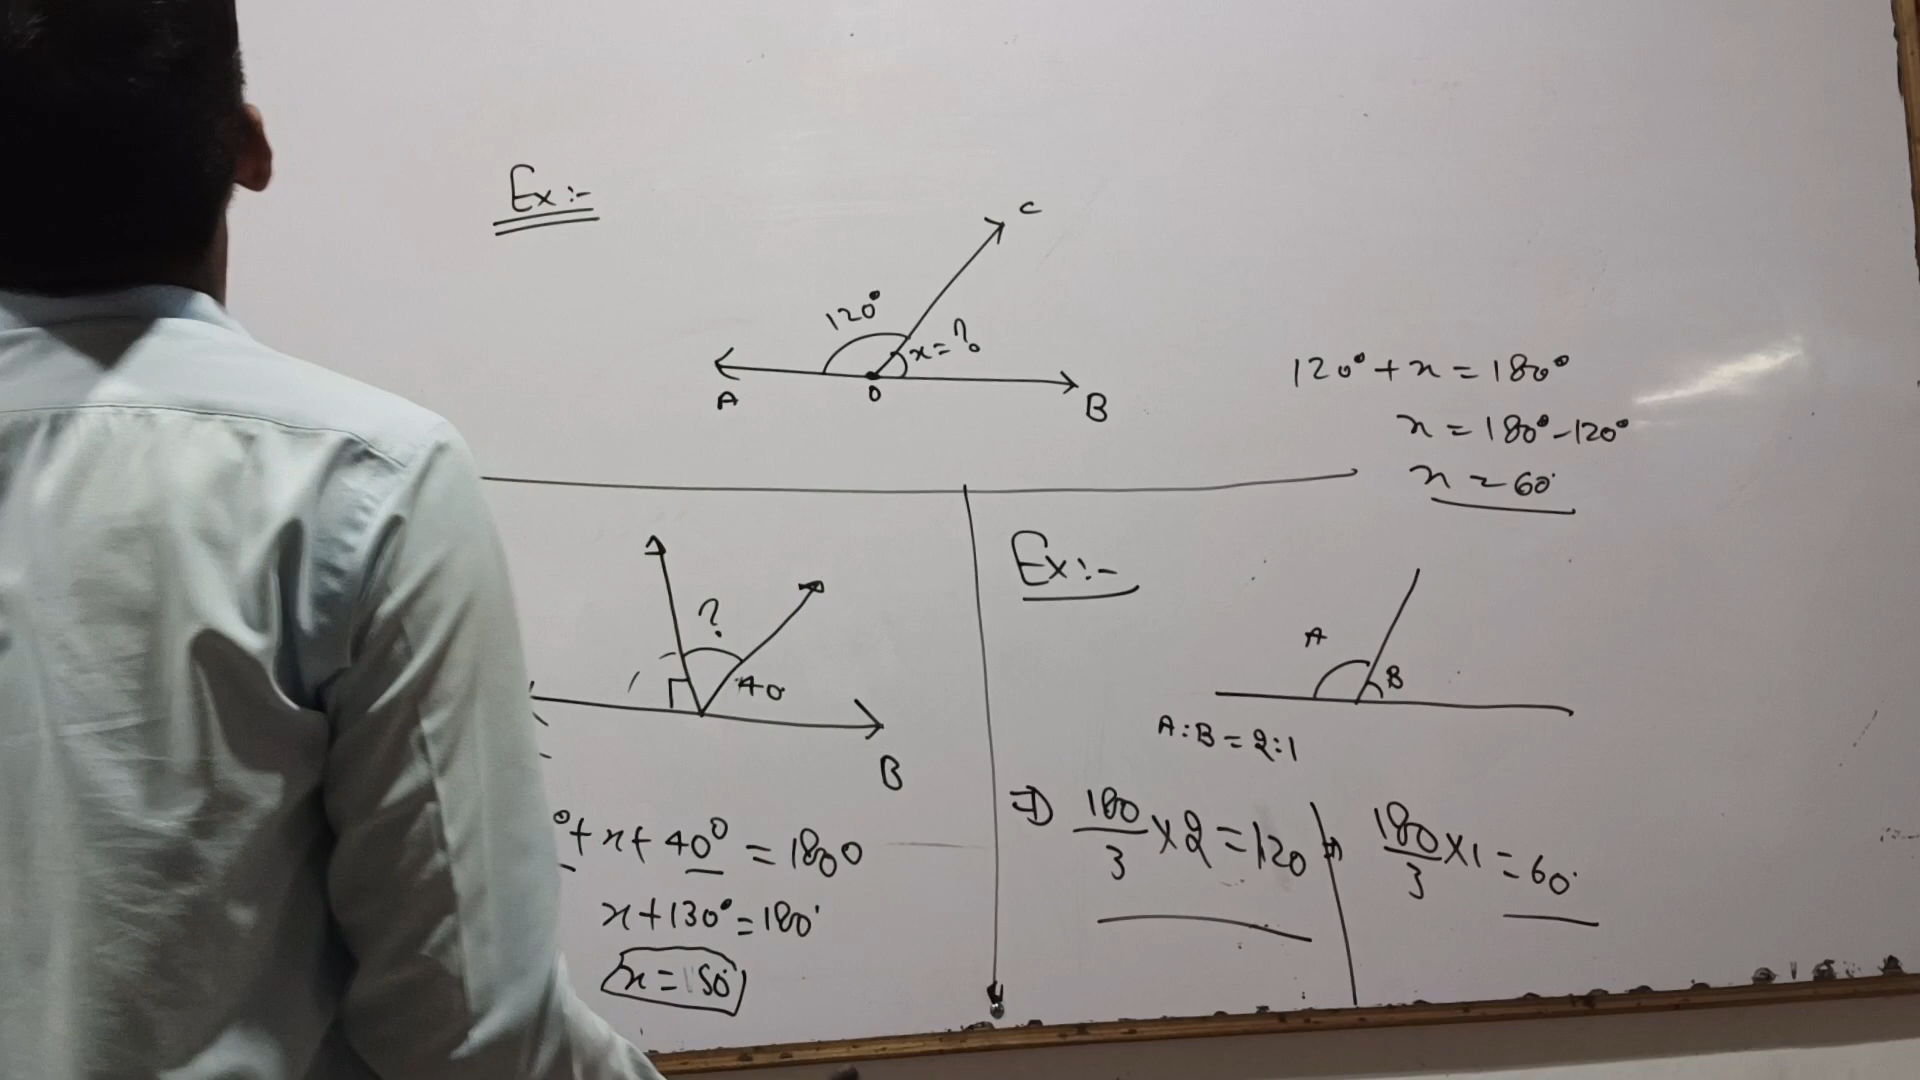 Ex:-
C
120°
x=?
A
O
B
120°+x=180°
x=180°-120°
x=60°
?
40
B
°+x+40°=180
x+130°=180°
x=50°
Ex:-
A
B
A:B=2:1
⇒ 180/3×2=120
180/3×1=60°